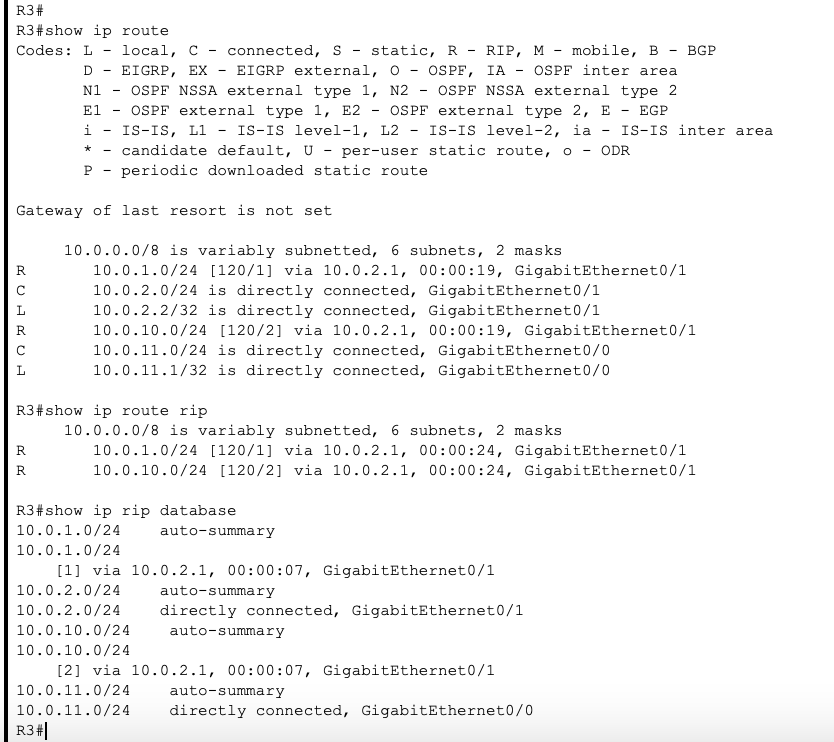 R3#
R3#show ip route
Codes: L - local, C - connected, S - static, R - RIP, M - mobile, B - BGP
       D - EIGRP, EX - EIGRP external, O - OSPF, IA - OSPF inter area
       N1 - OSPF NSSA external type 1, N2 - OSPF NSSA external type 2
       E1 - OSPF external type 1, E2 - OSPF external type 2, E - EGP
       i - IS-IS, L1 - IS-IS level-1, L2 - IS-IS level-2, ia - IS-IS inter area
       * - candidate default, U - per-user static route, o - ODR
       P - periodic downloaded static route

Gateway of last resort is not set

     10.0.0.0/8 is variably subnetted, 6 subnets, 2 masks
R       10.0.1.0/24 [120/1] via 10.0.2.1, 00:00:19, GigabitEthernet0/1
C       10.0.2.0/24 is directly connected, GigabitEthernet0/1
L       10.0.2.2/32 is directly connected, GigabitEthernet0/1
R       10.0.10.0/24 [120/2] via 10.0.2.1, 00:00:19, GigabitEthernet0/1
C       10.0.11.0/24 is directly connected, GigabitEthernet0/0
L       10.0.11.1/32 is directly connected, GigabitEthernet0/0

R3#show ip route rip
     10.0.0.0/8 is variably subnetted, 6 subnets, 2 masks
R       10.0.1.0/24 [120/1] via 10.0.2.1, 00:00:24, GigabitEthernet0/1
R       10.0.10.0/24 [120/2] via 10.0.2.1, 00:00:24, GigabitEthernet0/1

R3#show ip rip database
10.0.1.0/24    auto-summary
10.0.1.0/24
    [1] via 10.0.2.1, 00:00:07, GigabitEthernet0/1
10.0.2.0/24    auto-summary
10.0.2.0/24    directly connected, GigabitEthernet0/1
10.0.10.0/24    auto-summary
10.0.10.0/24
    [2] via 10.0.2.1, 00:00:07, GigabitEthernet0/1
10.0.11.0/24    auto-summary
10.0.11.0/24    directly connected, GigabitEthernet0/0
R3#